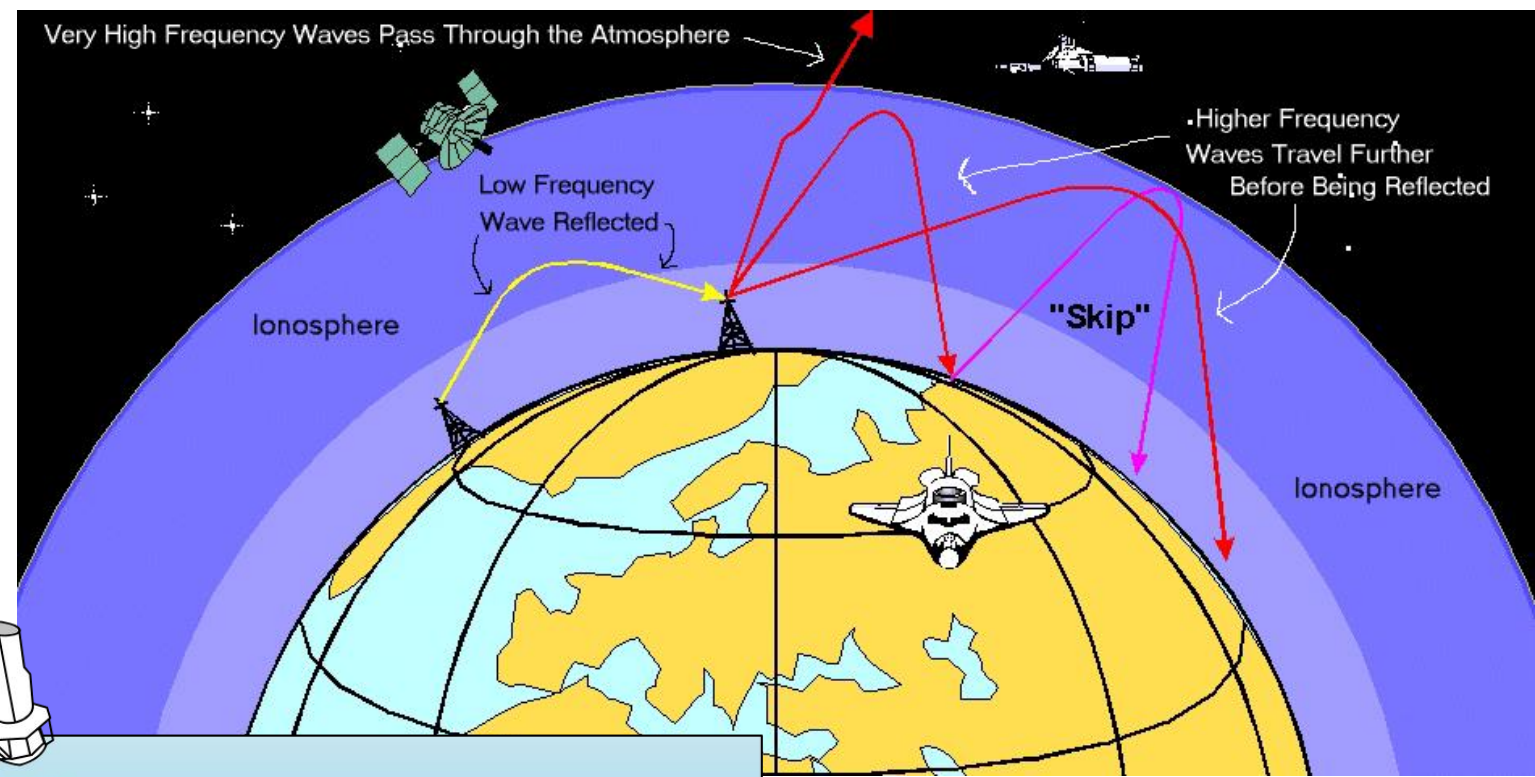 Very High Frequency Waves Pass Through the Atmosphere
Higher Frequency
Waves Travel Further
Before Being Reflected
Low Frequency
Wave Reflected
Ionosphere
"Skip"
Ionosphere